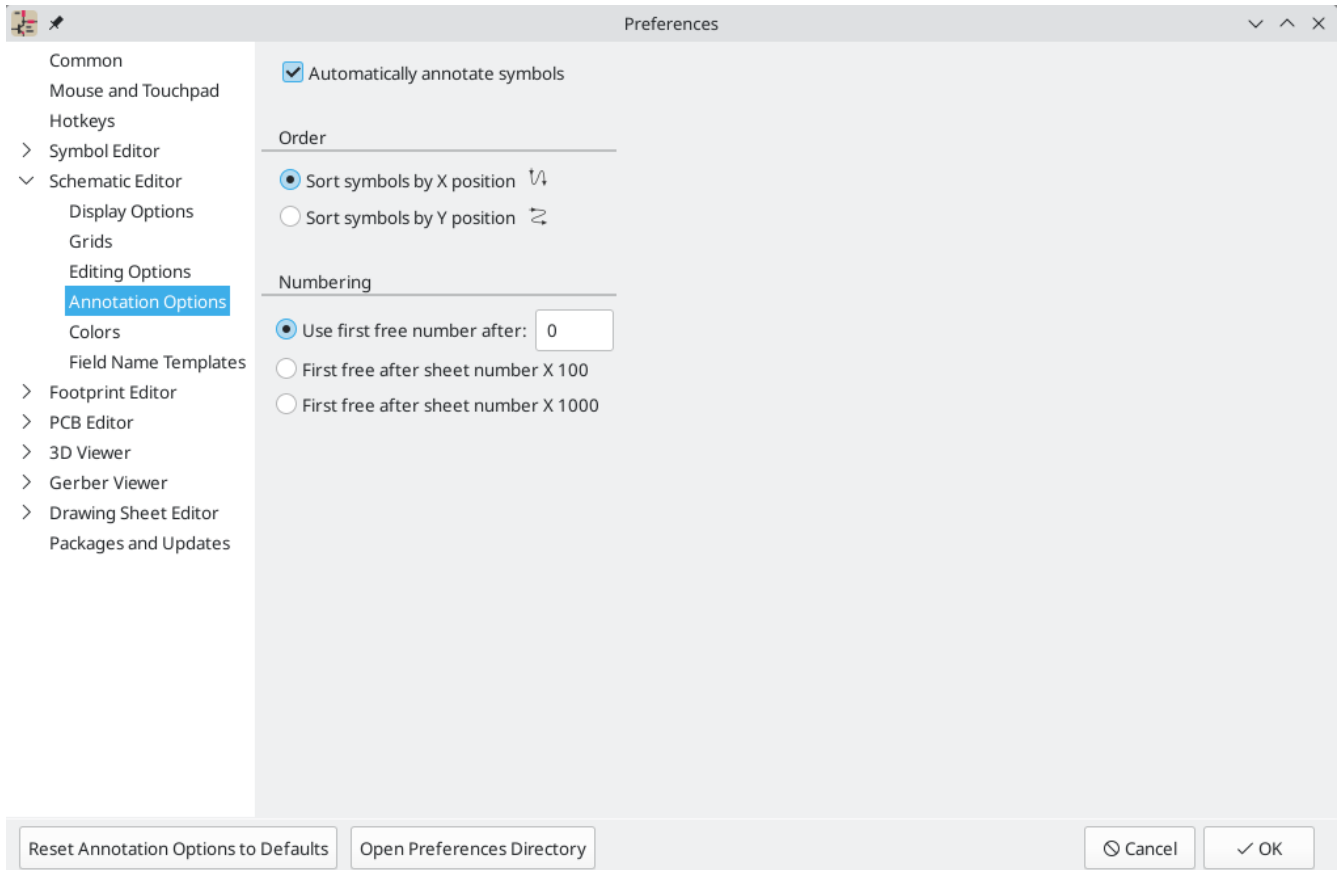 Preferences
Common
Mouse and Touchpad
Hotkeys
Symbol Editor
Schematic Editor
Display Options
Grids
Editing Options
Annotation Options
Colors
Field Name Templates
Footprint Editor
PCB Editor
3D Viewer
Gerber Viewer
Drawing Sheet Editor
Packages and Updates
Automatically annotate symbols
Order
Sort symbols by X position
Sort symbols by Y position
Numbering
Use first free number after: 0
First free after sheet number X 100
First free after sheet number X 1000
Reset Annotation Options to Defaults
Open Preferences Directory
Cancel
OK